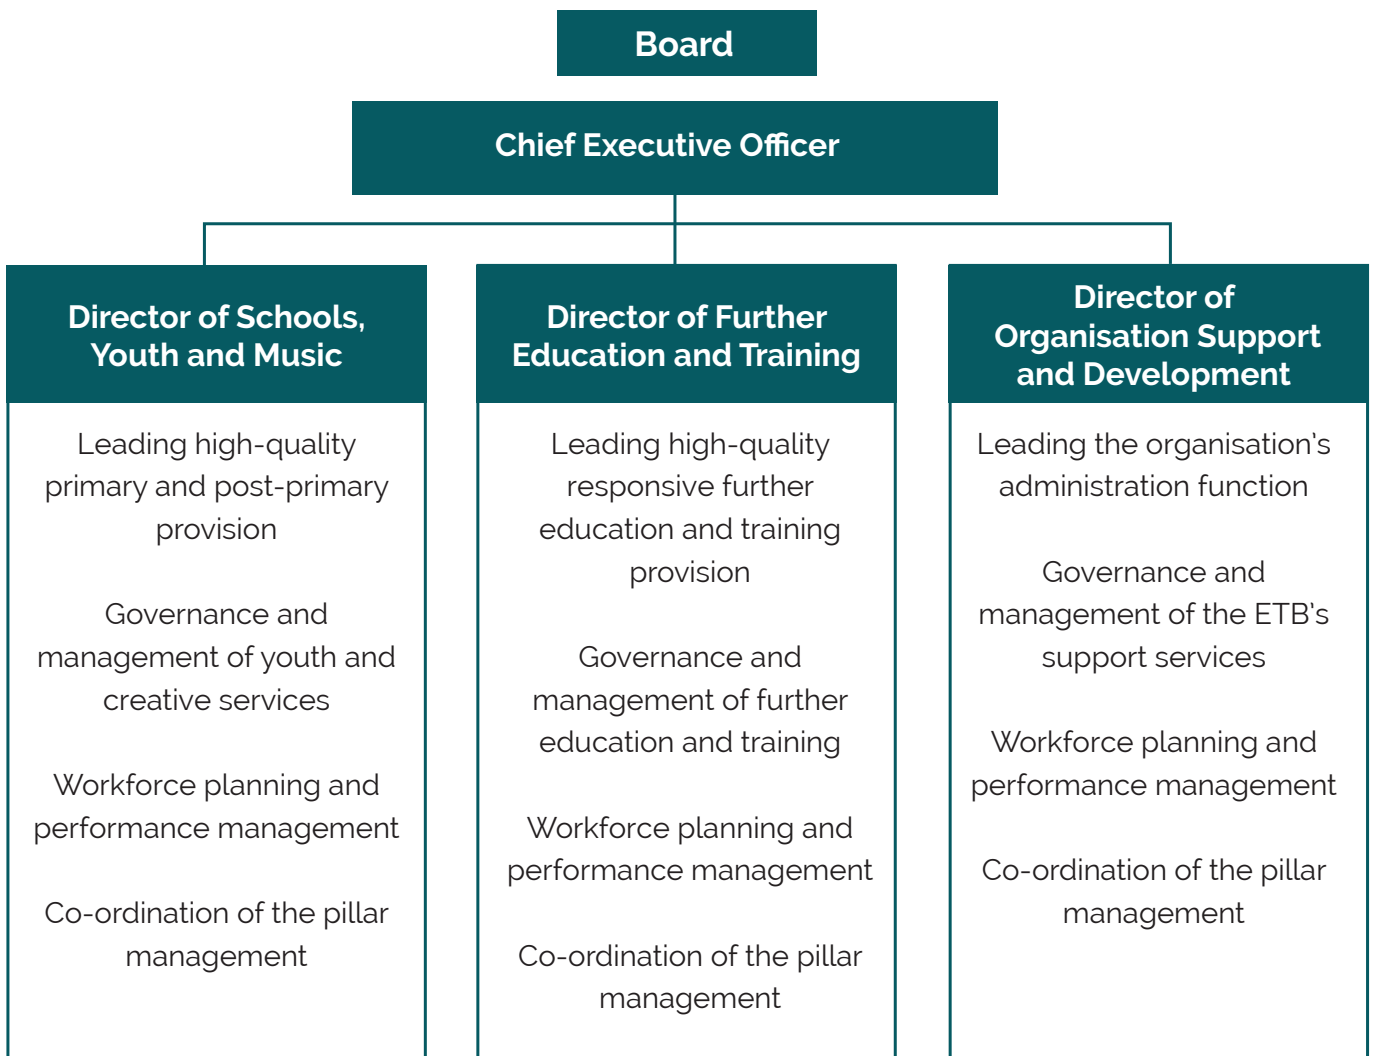 Board
Chief Executive Officer
Director of Schools,
Youth and Music
Leading high-quality
primary and post-primary
provision
Governance and
management of youth and
creative services
Workforce planning and
performance management
Co-ordination of the pillar
management
Director of Further
Education and Training
Leading high-quality
responsive further
education and training
provision
Governance and
management of further
education and training
Workforce planning and
performance management
Co-ordination of the pillar
management
Director of
Organisation Support
and Development
Leading the organisation’s
administration function
Governance and
management of the ETB’s
support services
Workforce planning and
performance management
Co-ordination of the pillar
management